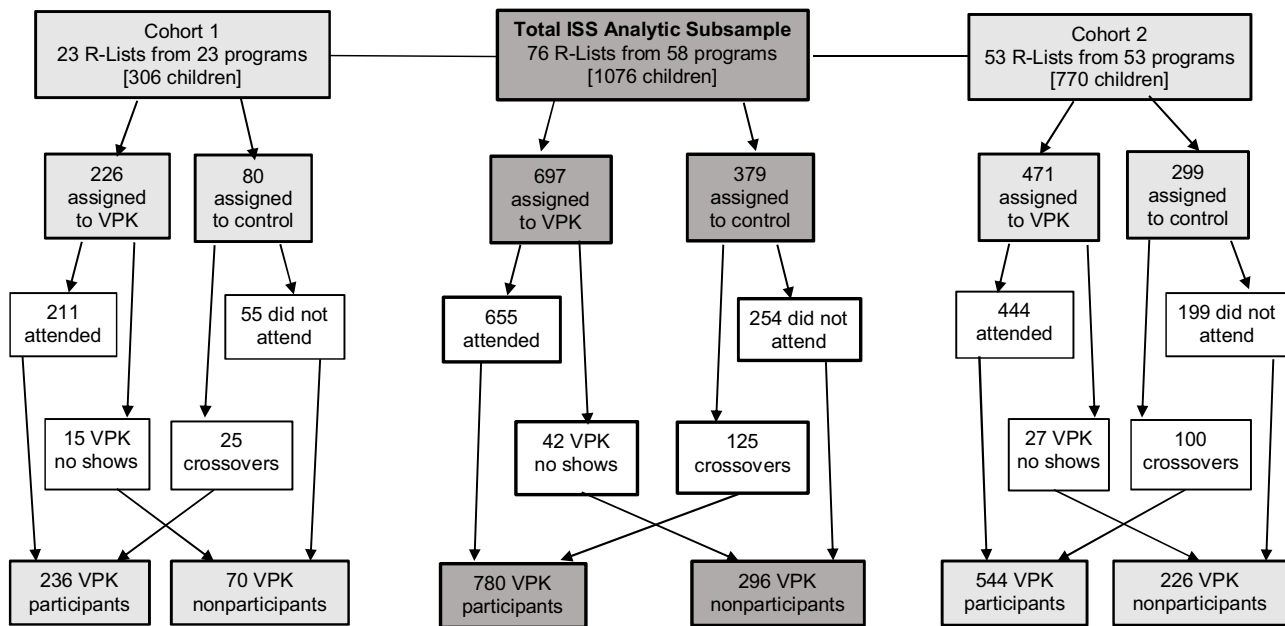 Cohort 1
23 R-Lists from 23 programs
[306 children]
Total ISS Analytic Subsample
76 R-Lists from 58 programs
[1076 children]
Cohort 2
53 R-Lists from 53 programs
[770 children]
226
assigned
to VPK
80
assigned
to control
697
assigned
to VPK
379
assigned
to control
471
assigned
to VPK
299
assigned
to control
211
attended
55 did not
attend
655
attended
254 did not
attend
444
attended
199 did not
attend
15 VPK
no shows
25
crossovers
42 VPK
no shows
125
crossovers
27 VPK
no shows
100
crossovers
236 VPK
participants
70 VPK
nonparticipants
780 VPK
participants
296 VPK
nonparticipants
544 VPK
participants
226 VPK
nonparticipants